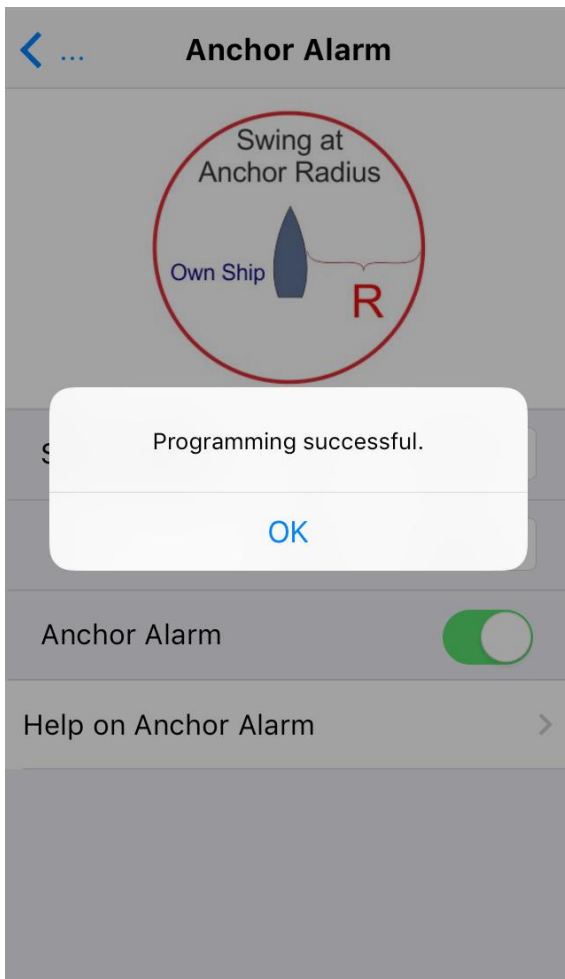 ...
Anchor Alarm
Swing at
Anchor Radius
Own Ship
R
Programming successful.
OK
Anchor Alarm
Help on Anchor Alarm